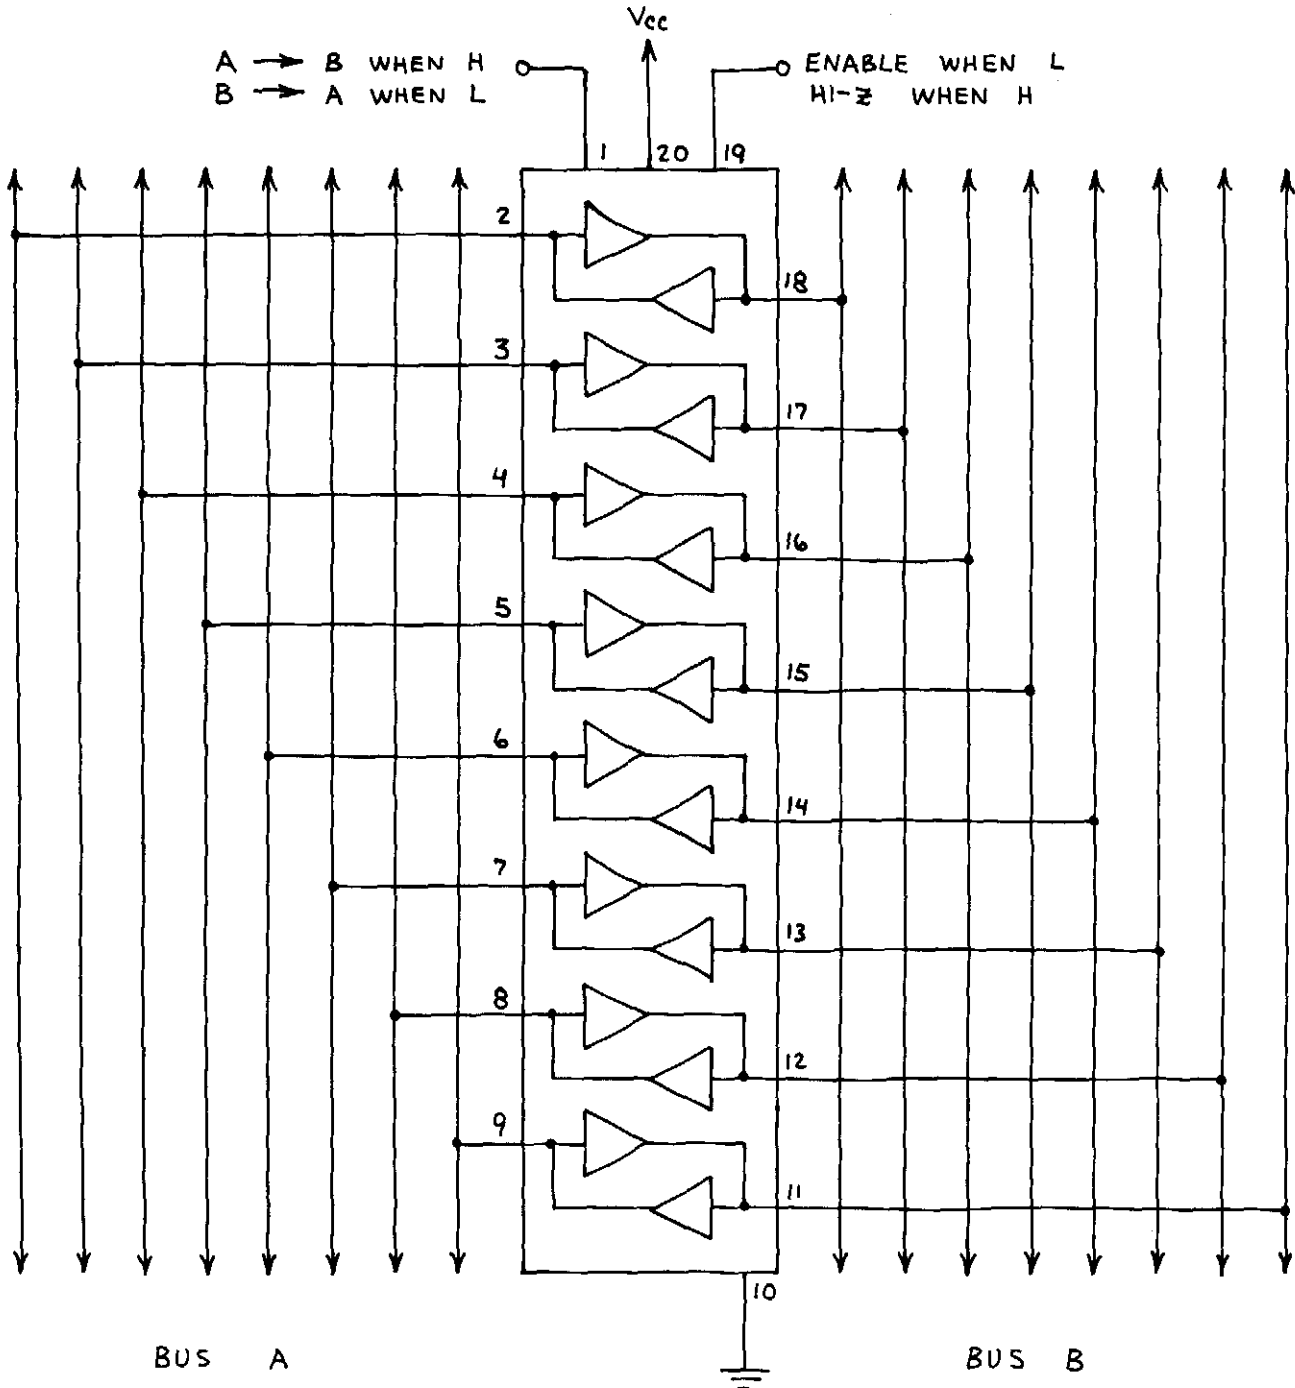 Vcc
A → B WHEN H
B → A WHEN L
ENABLE WHEN L
HI-Z WHEN H
1 20 19
2
18
3
17
4
16
5
15
6
14
7
13
8
12
9
11
10
BUS A
BUS B